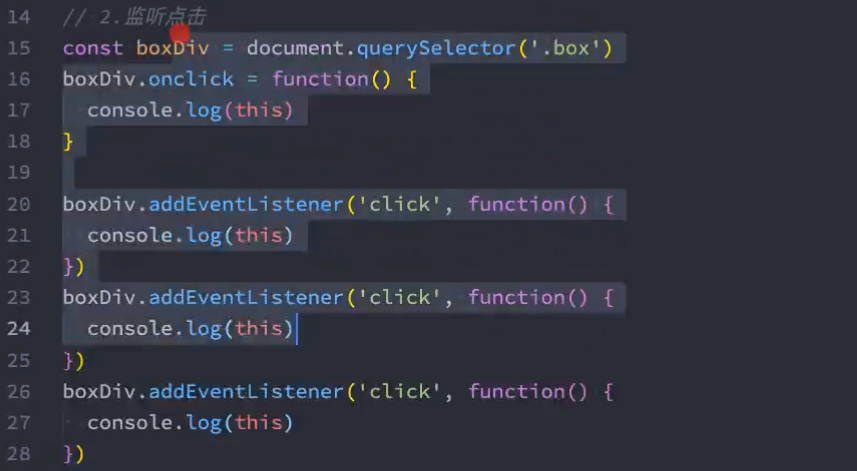 14 // 2.监听点击
15 const boxDiv = document.querySelector('.box')
16 boxDiv.onclick = function() {
17 console.log(this)
18 }
19
20 boxDiv.addEventListener('click', function() {
21 console.log(this)
22 })
23 boxDiv.addEventListener('click', function() {
24 console.log(this)
25 })
26 boxDiv.addEventListener('click', function() {
27 console.log(this)
28 })